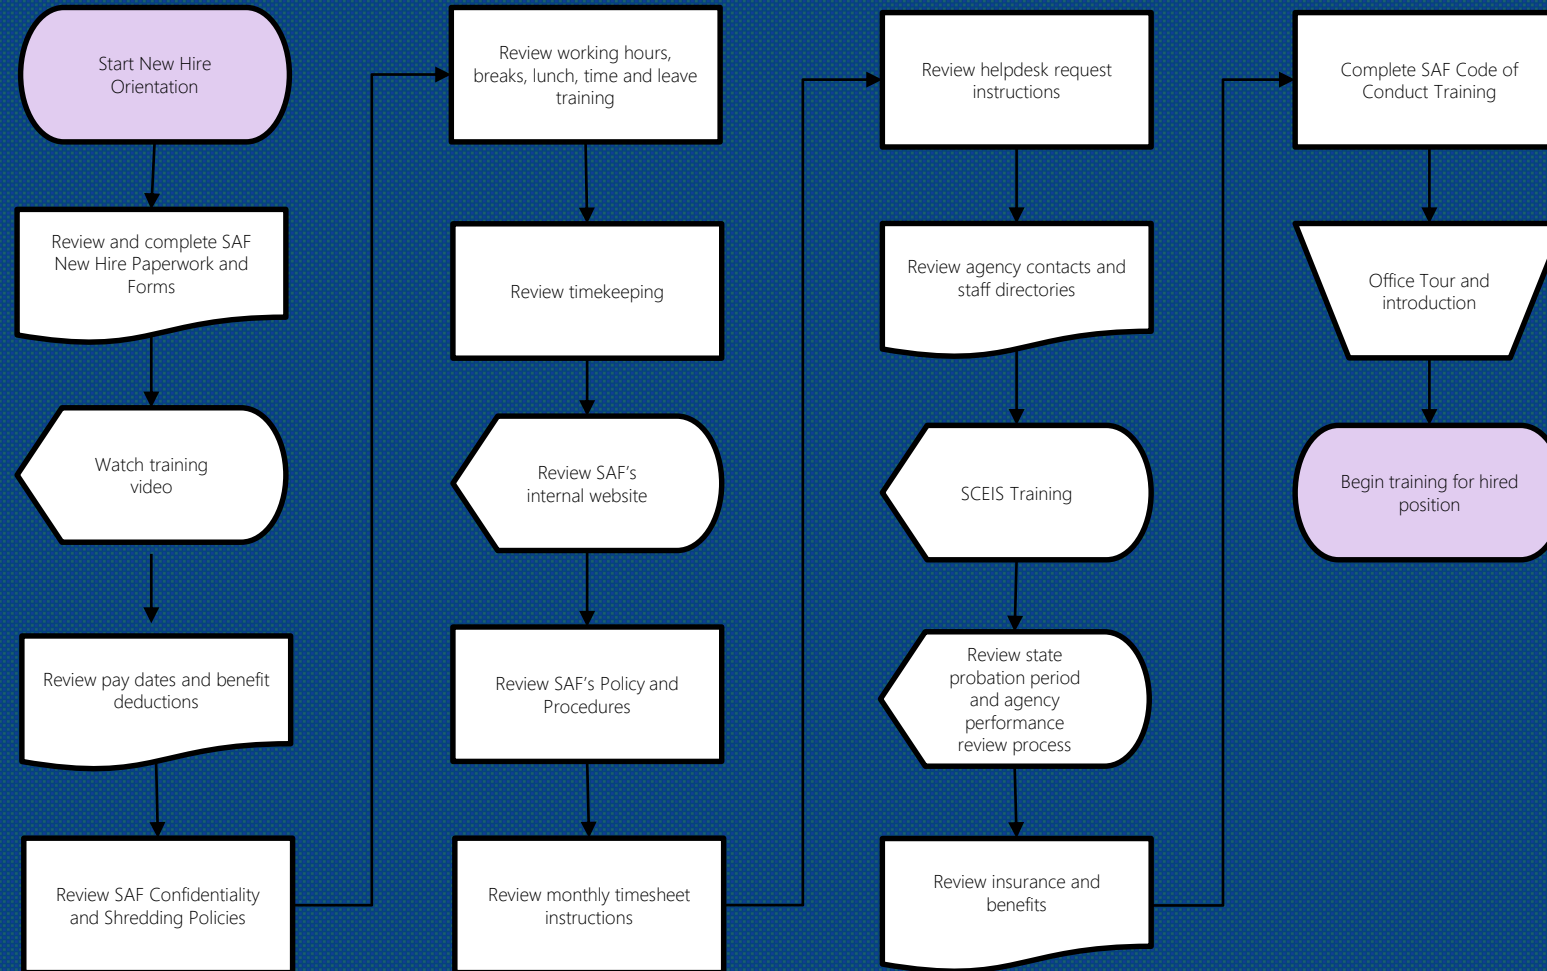 Start New Hire
Orientation
Review and complete SAF
New Hire Paperwork and
Forms
Watch training
video
Review pay dates and benefit
deductions
Review SAF Confidentiality
and Shredding Policies
Review working hours,
breaks, lunch, time and leave
training
Review timekeeping
Review SAF's
internal website
Review SAF's Policy and
Procedures
Review monthly timesheet
instructions
Review helpdesk request
instructions
Review agency contacts and
staff directories
SCEIS Training
Review state
probation period
and agency
performance
review process
Review insurance and
benefits
Complete SAF Code of
Conduct Training
Office Tour and
introduction
Begin training for hired
position